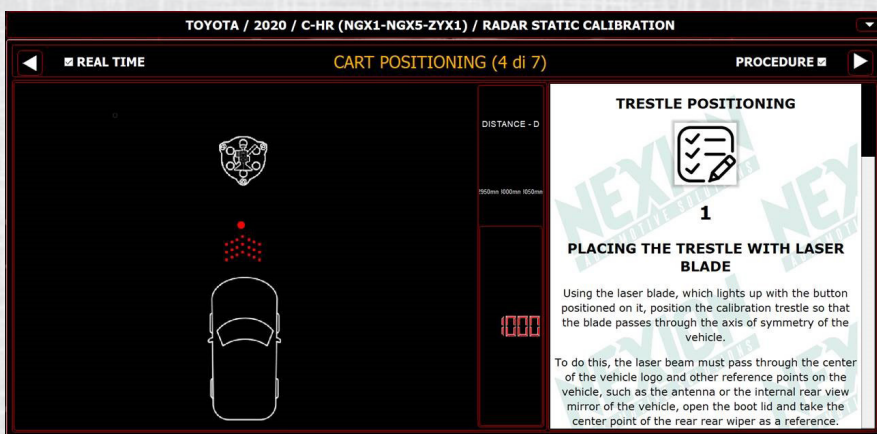 TOYOTA / 2020 / C-HR (NGX1-NGX5-ZYX1) / RADAR STATIC CALIBRATION
REAL TIME
CART POSITIONING (4 di 7)
PROCEDURE
DISTANCE - D
1000mm 1050mm
1000
TRESTLE POSITIONING
1
PLACING THE TRESTLE WITH LASER
BLADE
Using the laser blade, which lights up with the button
positioned on it, position the calibration trestle so that
the blade passes through the axis of symmetry of the
vehicle.
To do this, the laser beam must pass through the center
of the vehicle logo and other reference points on the
vehicle, such as the antenna or the internal rear view
mirror of the vehicle, open the boot lid and take the
center point of the rear rear wiper as a reference.
NEXION
AUTOMOTIVE SOLUTIONS